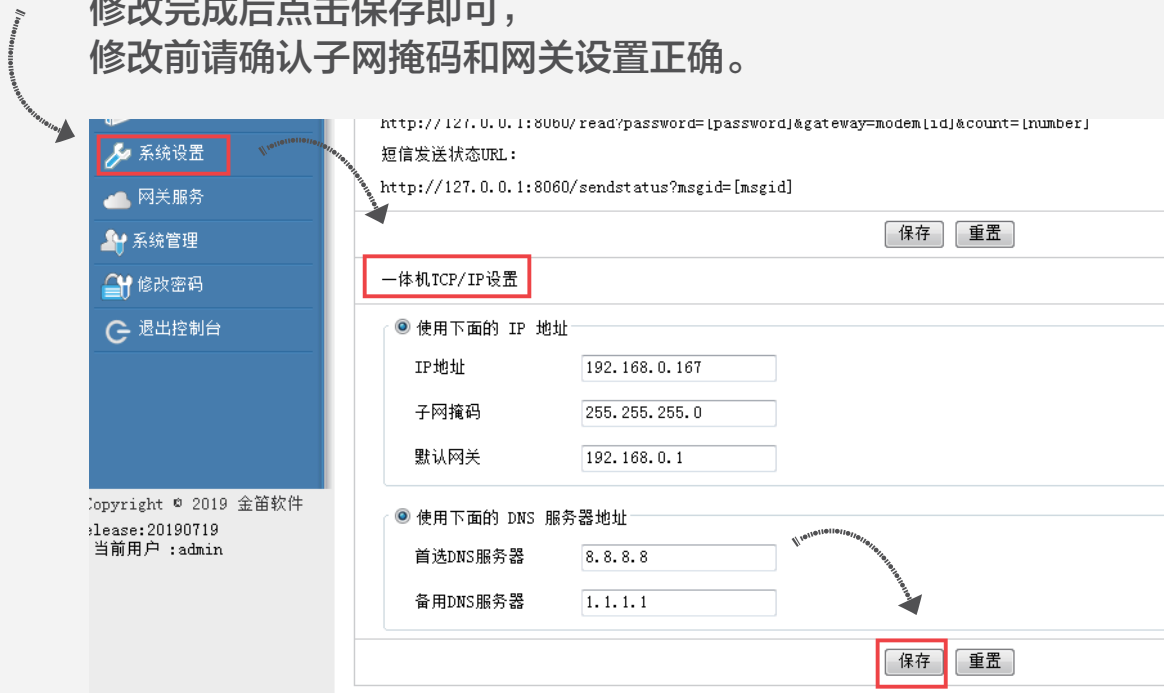 修改完成后点击保存即可，
修改前请确认子网掩码和网关设置正确。
系统设置
网关服务
系统管理
修改密码
退出控制台
Copyright © 2019 金笛软件
elease:20190719
当前用户 :admin
http://127.0.0.1:8060/read?password=[password]&gateway=modem[id]&count=[number]
短信发送状态URL:
http://127.0.0.1:8060/sendstatus?msgid=[msgid]
保存 重置
一体机TCP/IP设置
使用下面的 IP 地址
IP地址 192.168.0.167
子网掩码 255.255.255.0
默认网关 192.168.0.1
使用下面的 DNS 服务器地址
首选DNS服务器 8.8.8.8
备用DNS服务器 1.1.1.1
保存 重置